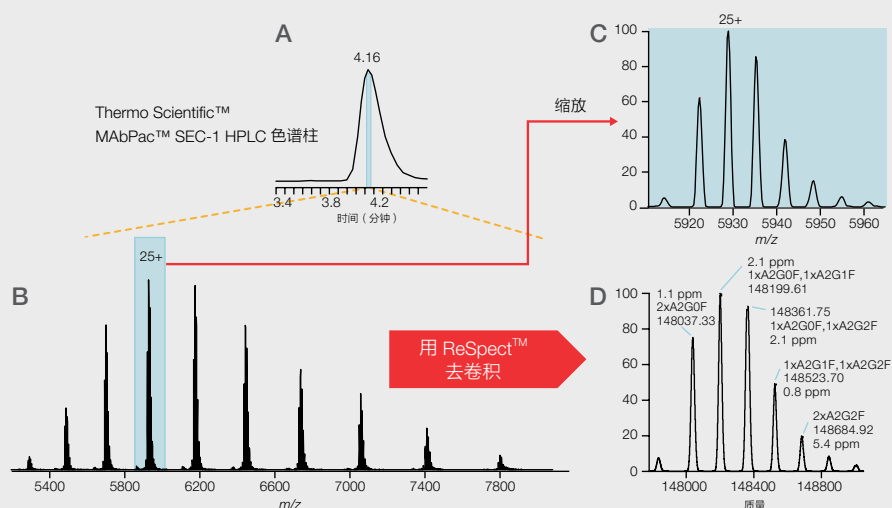 A
4.16
Thermo Scientific™
MAbPac™ SEC-1 HPLC 色谱柱
3.4
3.8
4.2
时间（分钟）
C
25+
100
80
60
40
20
0
5920
5930
5940
5950
5960
m/z
缩放
B
25+
5400
5800
6200
6600
7000
7400
7800
m/z
用 ReSpect™
去卷积
D
100
80
60
40
20
0
1.1 ppm
2xA2G0F
148037.33
2.1 ppm
1xA2G0F,1xA2G1F
148199.61
148361.75
1xA2G0F,1xA2G2F
2.1 ppm
1xA2G1F,1xA2G2F
148523.70
0.8 ppm
2xA2G2F
148684.92
5.4 ppm
148000
148400
148800
质量